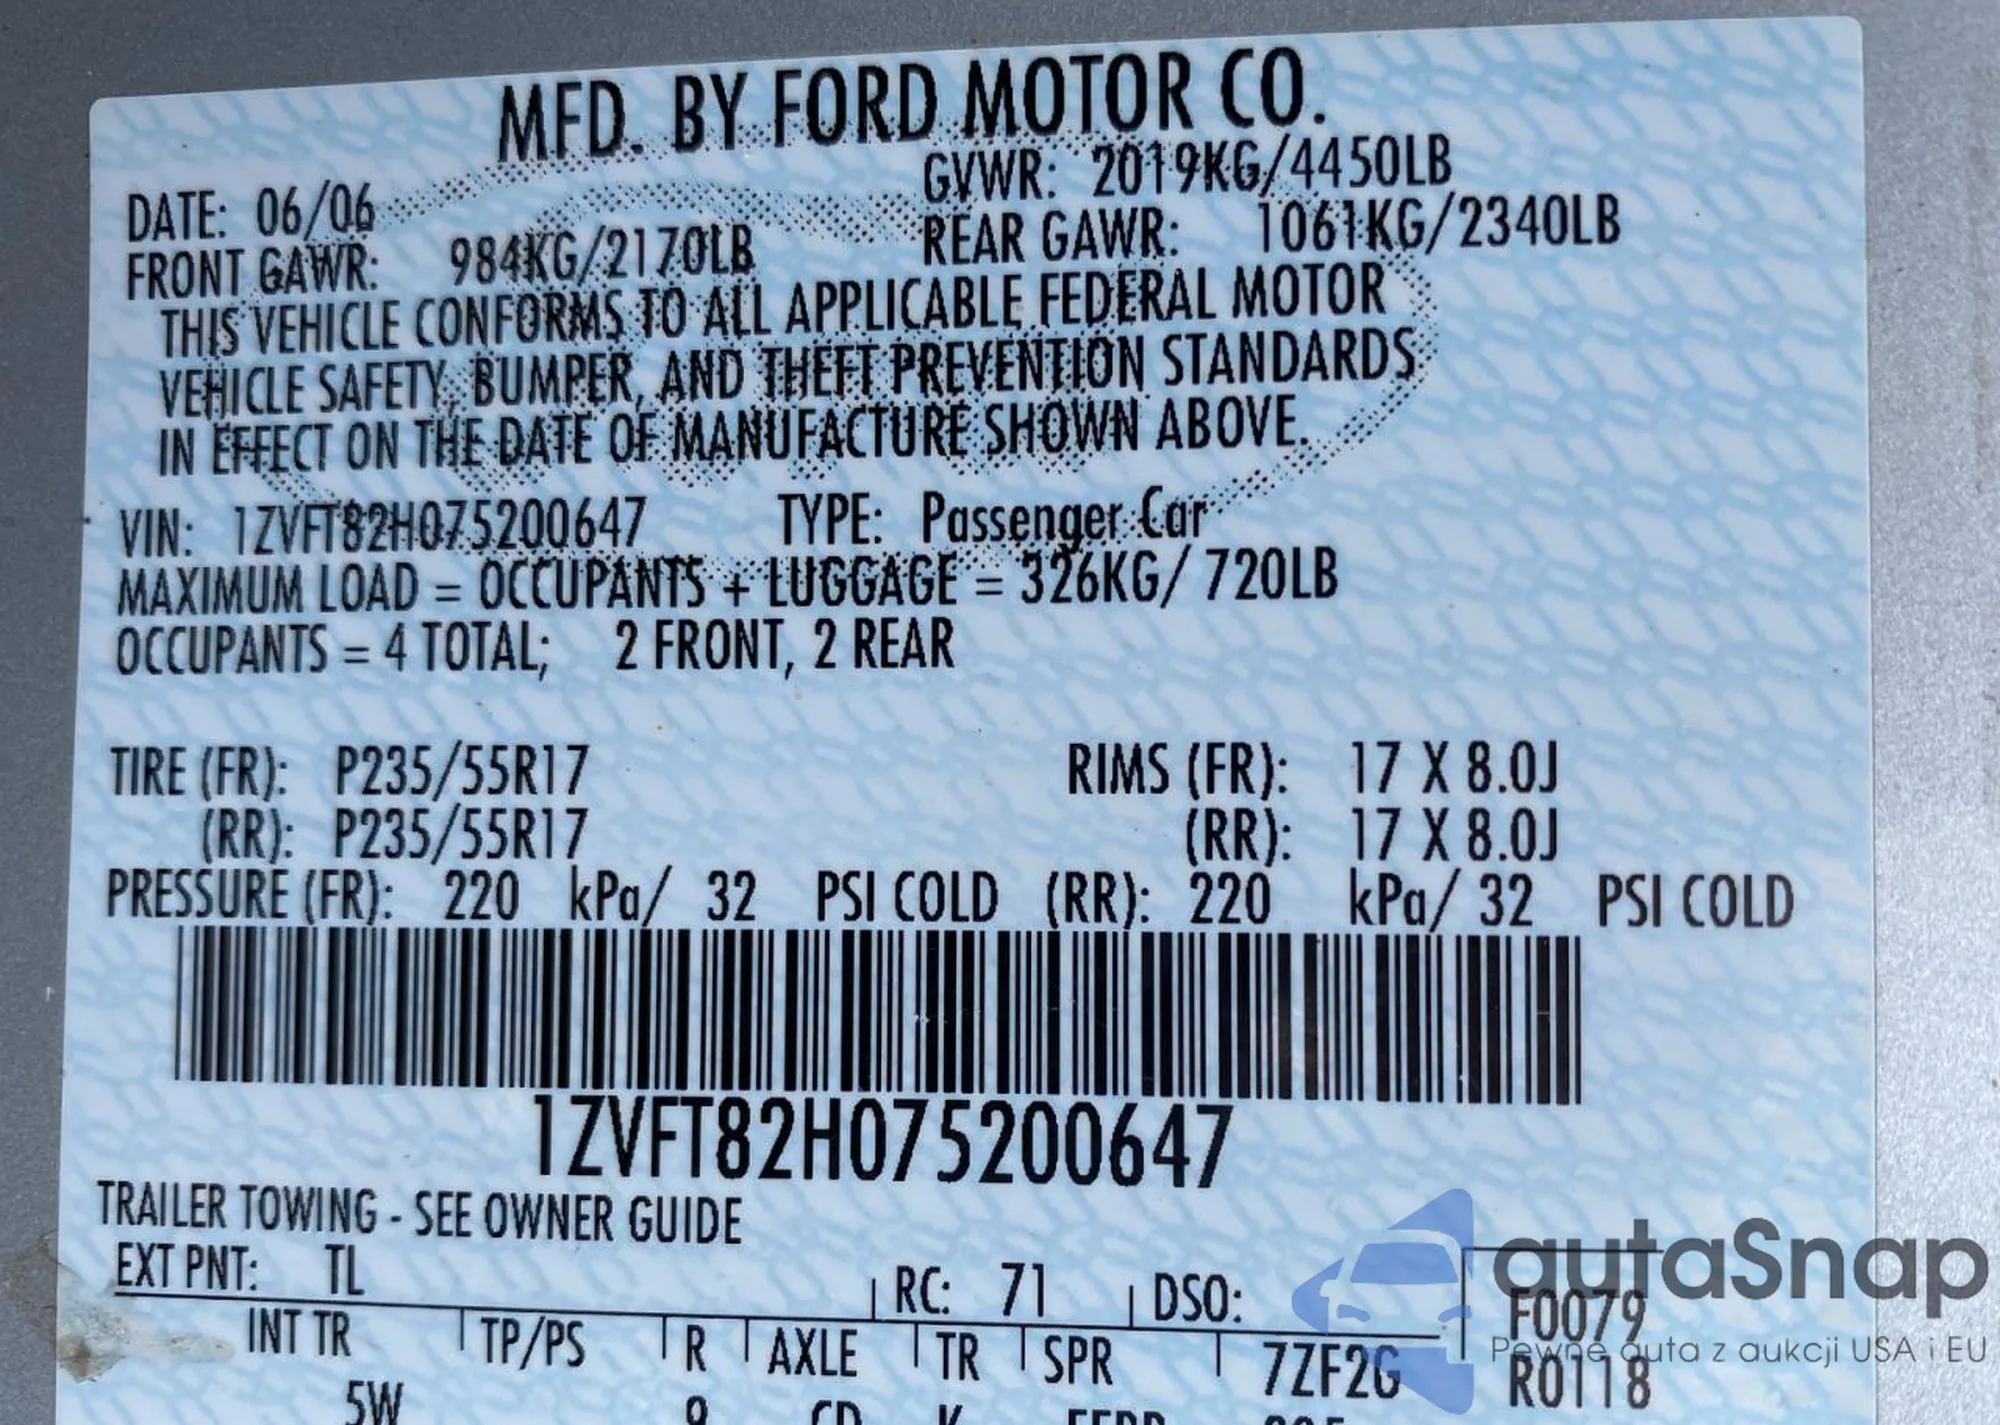 MFD. BY FORD MOTOR CO.
DATE: 06/06 GVWR: 2019KG/4450LB
FRONT GAWR: 984KG/2170LB REAR GAWR: 1061KG/2340LB
THIS VEHICLE CONFORMS TO ALL APPLICABLE FEDERAL MOTOR
VEHICLE SAFETY, BUMPER, AND THEFT PREVENTION STANDARDS
IN EFFECT ON THE DATE OF MANUFACTURE SHOWN ABOVE.
VIN: 1ZVFT82H075200647 TYPE: Passenger Car
MAXIMUM LOAD = OCCUPANTS + LUGGAGE = 326KG/ 720LB
OCCUPANTS = 4 TOTAL; 2 FRONT, 2 REAR
TIRE (FR): P235/55R17 RIMS (FR): 17 X 8.0J
(RR): P235/55R17 (RR): 17 X 8.0J
PRESSURE (FR): 220 kPa/ 32 PSI COLD (RR): 220 kPa/ 32 PSI COLD
1ZVFT82H075200647
TRAILER TOWING - SEE OWNER GUIDE
EXT PNT: TL RC: 71 DSO:
autaSnap
F0079
INT TR TP/PS R AXLE TR SPR 7ZF2G
Pewne auta z aukcji USA i EU
R0118
5W 9 CD K